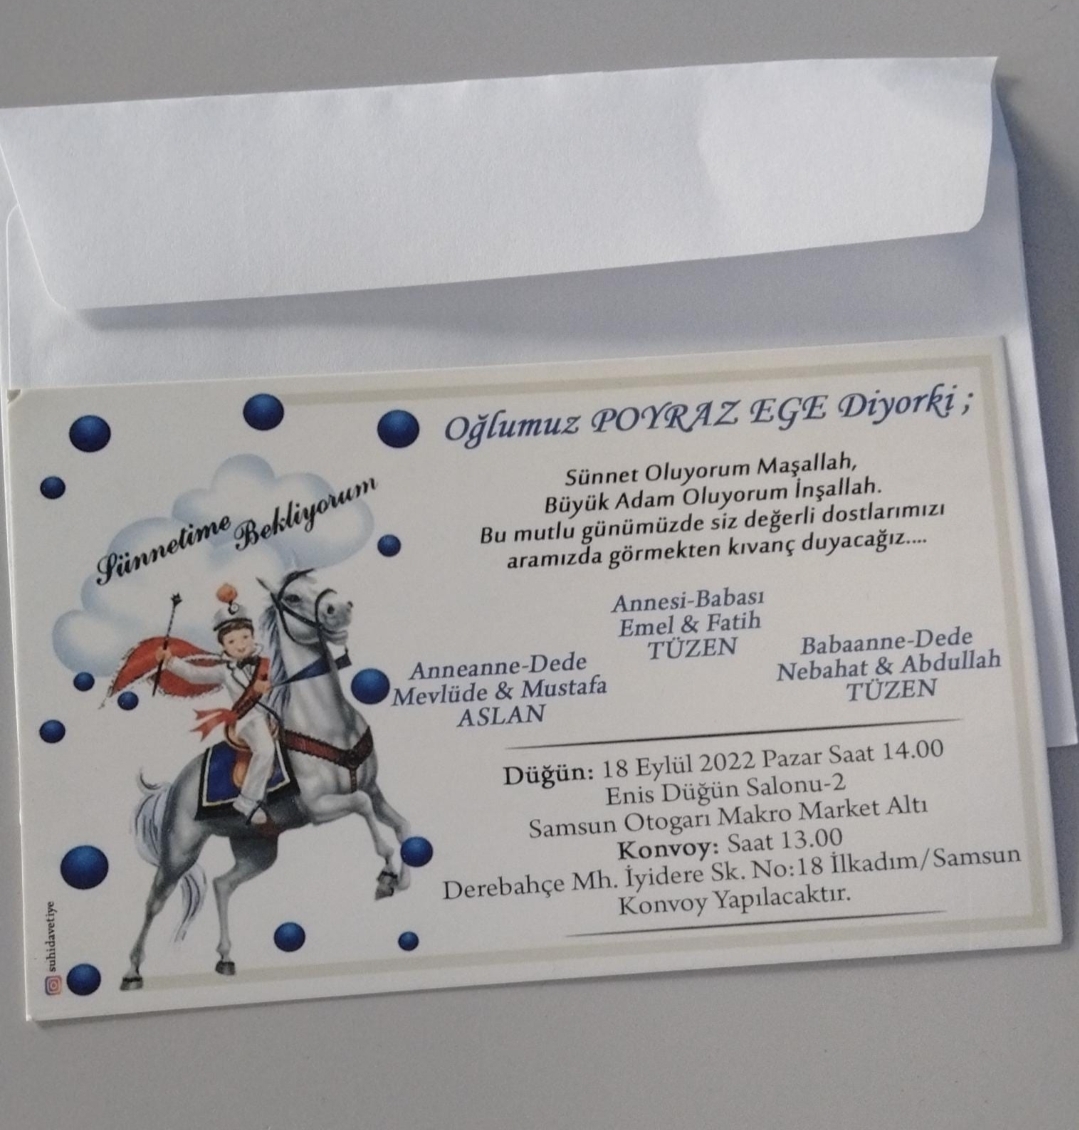 Oğlumuz POYRAZ EGE Diyorki ;
Sünnetime Bekliyorum
Sünnet Oluyorum Maşallah,
Büyük Adam Oluyorum İnşallah.
Bu mutlu günümüzde siz değerli dostlarımızı
aramızda görmekten kıvanç duyacağız....
Annesi-Babası
Emel & Fatih
TÜZEN
Anneanne-Dede
Mevlüde & Mustafa
ASLAN
Babaanne-Dede
Nebahat & Abdullah
TÜZEN
Düğün: 18 Eylül 2022 Pazar Saat 14.00
Enis Düğün Salonu-2
Samsun Otogarı Makro Market Altı
Konvoy: Saat 13.00
Derebahçe Mh. İyidere Sk. No:18 İlkadım/Samsun
Konvoy Yapılacaktır.
suhidavetiye